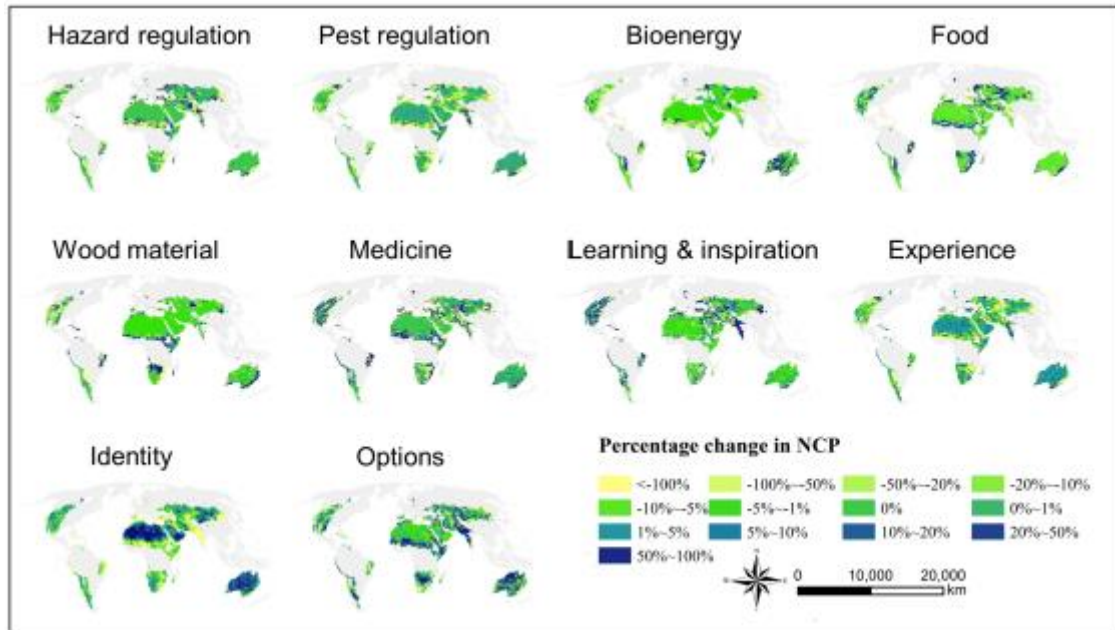 Hazard regulation Pest regulation Bioenergy Food
Wood material Medicine Learning & inspiration Experience
Identity Options
Percentage change in NCP
<-100% -100%~-50% -50%~-20% -20%~-10%
-10%~-5% -5%~-1% 0% 0%~1%
1%~5% 5%~10% 10%~20% 20%~50%
50%~100%
0 10,000 20,000
km